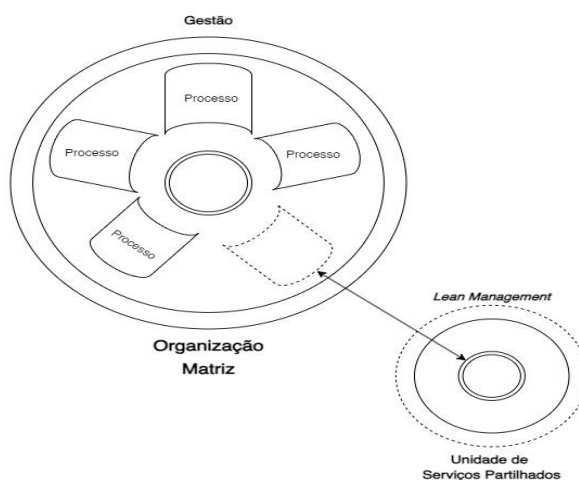 Gestão
Processo
Processo
Processo
Processo
Organização
Matriz
Lean Management
Unidade de
Serviços Partilhados